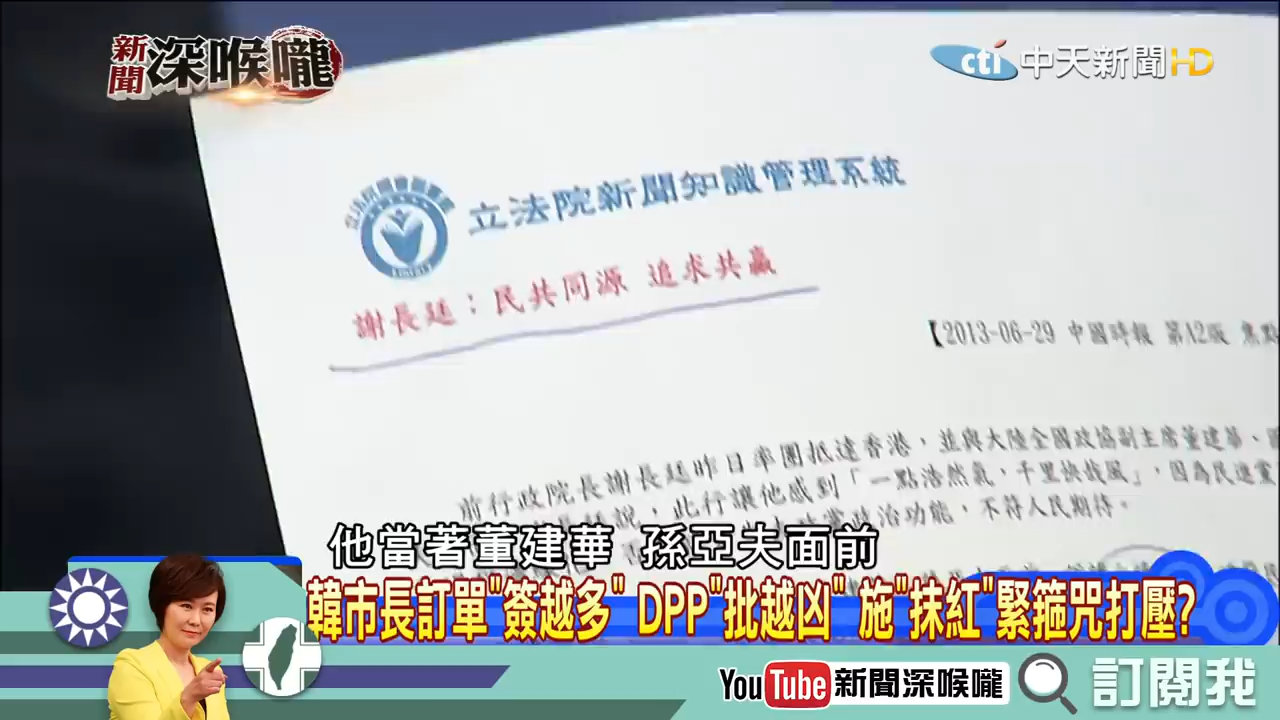 新聞深喉嚨
cti 中天新聞HD
立法院新聞知識管理系統
謝長廷：民共同源 追求共贏
【2013-06-29 中國時報 第12版 焦點
前行政院長謝長廷昨日率團抵達香港，並與大陸全國政協副主席董建華、
說，此行讓他感到「一點浩然氣，千里快哉風」，因為民進黨
當政治功能，不符人民期待。
他當著董建華 孫亞夫面前
韓市長訂單"簽越多" DPP"批越凶" 施"抹紅"緊箍咒打壓?
YouTube 新聞深喉嚨 訂閱我